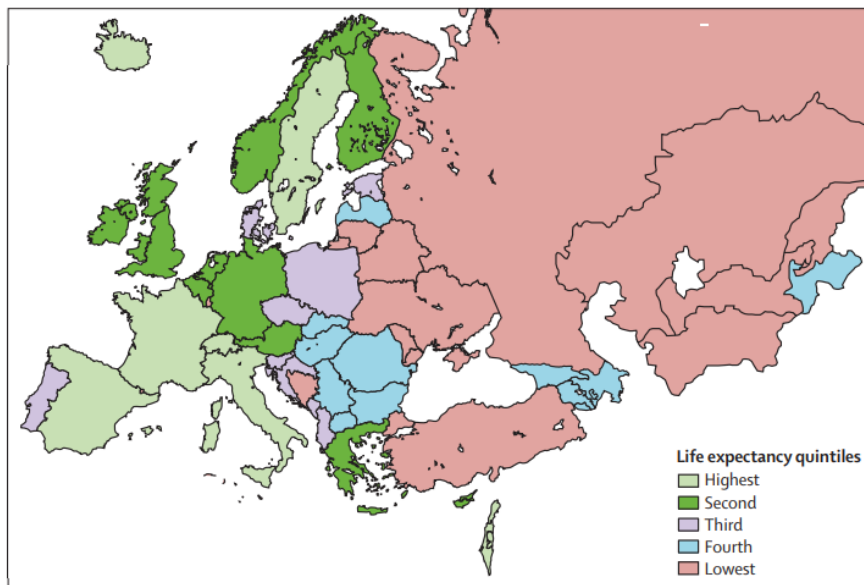 Life expectancy quintiles
Highest
Second
Third
Fourth
Lowest